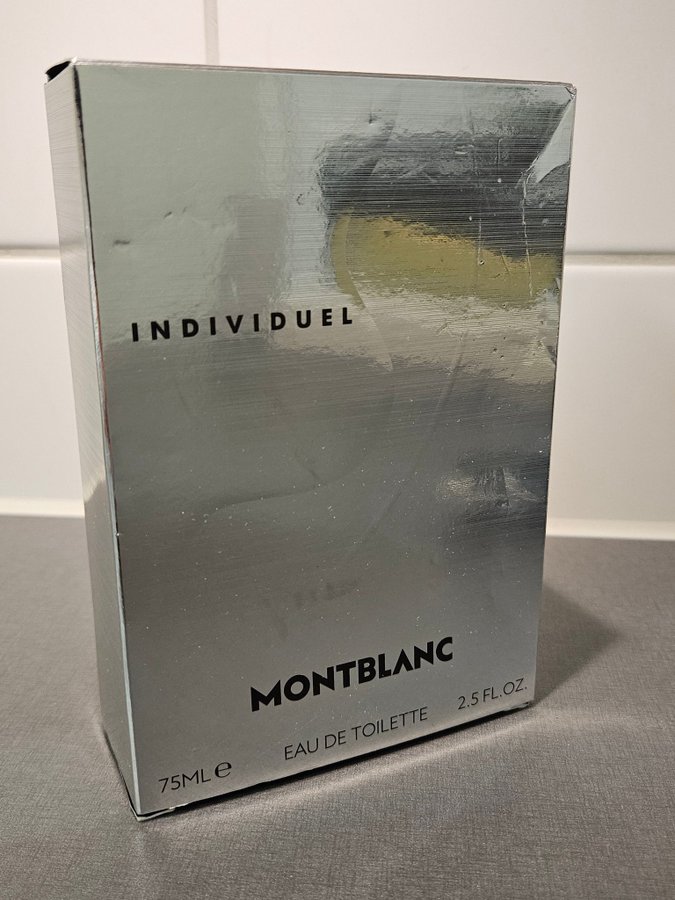 INDIVIDUEL
MONTBLANC
EAU DE TOILETTE
75ML ℮
2.5 FL.OZ.